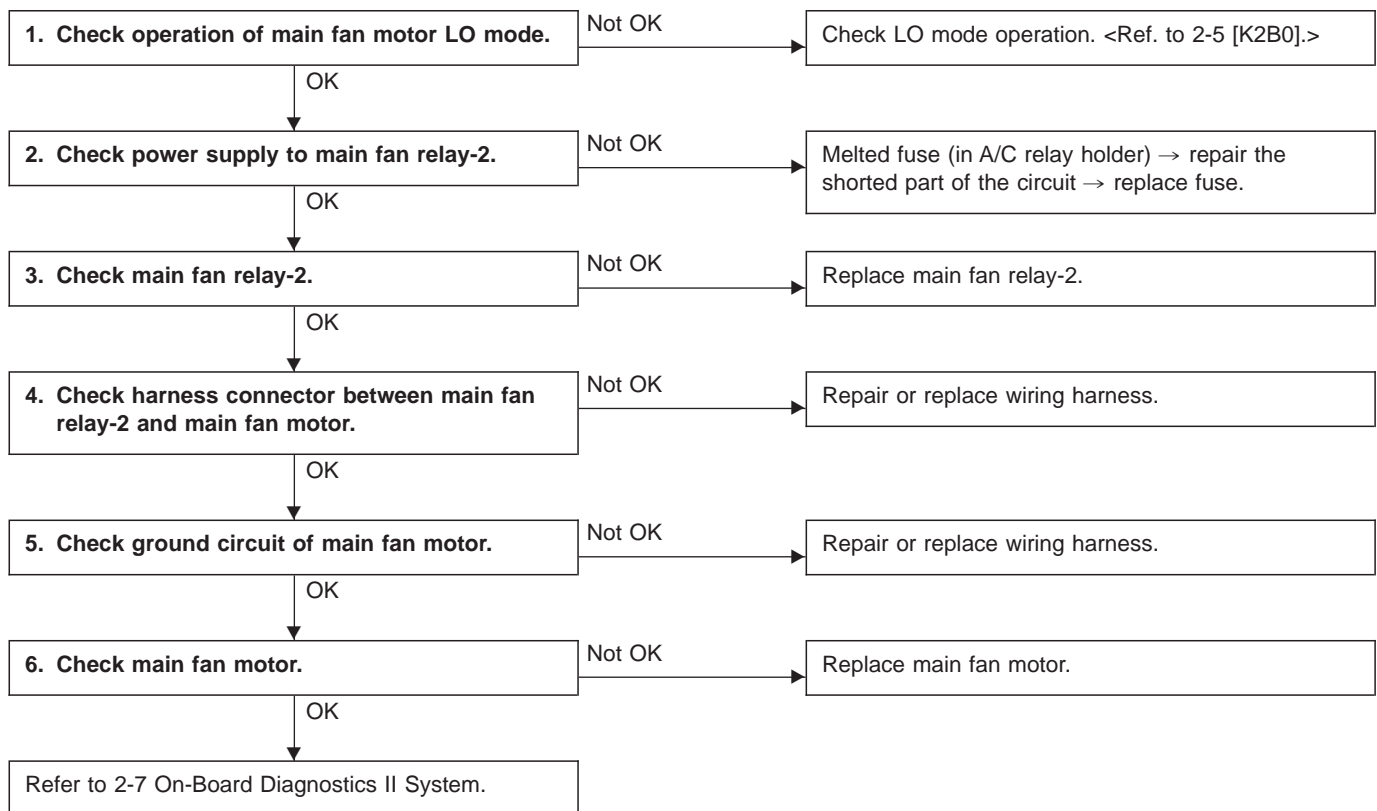 1. Check operation of main fan motor LO mode.
Not OK
Check LO mode operation. <Ref. to 2-5 [K2B0].>
OK
2. Check power supply to main fan relay-2.
Not OK
Melted fuse (in A/C relay holder) → repair the
shorted part of the circuit → replace fuse.
OK
3. Check main fan relay-2.
Not OK
Replace main fan relay-2.
OK
4. Check harness connector between main fan
relay-2 and main fan motor.
Not OK
Repair or replace wiring harness.
OK
5. Check ground circuit of main fan motor.
Not OK
Repair or replace wiring harness.
OK
6. Check main fan motor.
Not OK
Replace main fan motor.
OK
Refer to 2-7 On-Board Diagnostics II System.